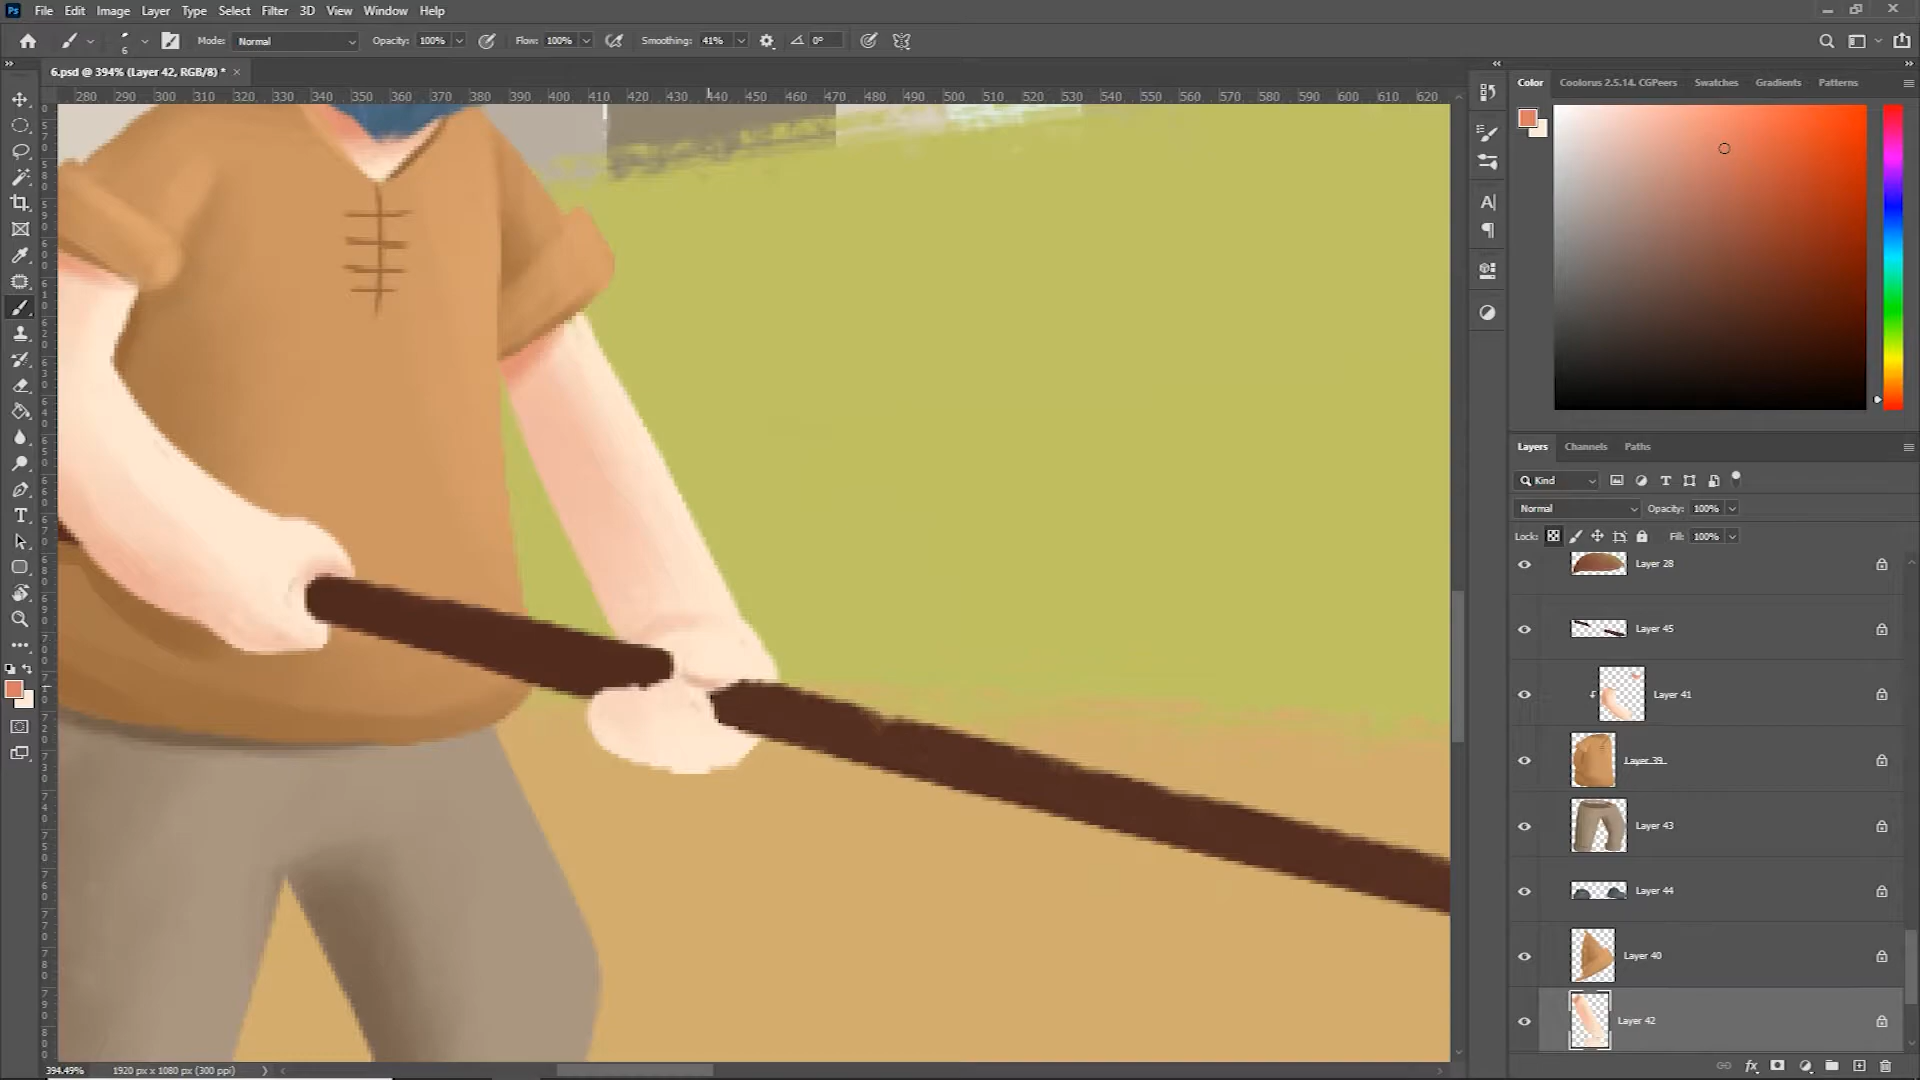 Ps File Edit Image Layer Type Select Filter 3D View Window Help
6 Mode: Normal Opacity: 100% Flow: 100% Smoothing: 41% 0°
6.psd @ 394% (Layer 42, RGB/8) * ×
280 290 300 310 320 330 340 350 360 370 380 390 400 410 420 430 440 450 460 470 480 490 500 510 520 530 540 550 560 570 580 590 600 610 620
Color Coolorus 2.5.14. CGPeers Swatches Gradients Patterns
Layers Channels Paths
Kind
Normal Opacity: 100%
Lock: Fill: 100%
Layer 28
Layer 45
Layer 41
Layer 39
Layer 43
Layer 44
Layer 40
Layer 42
394.49% 1920 px x 1080 px (300 ppi)